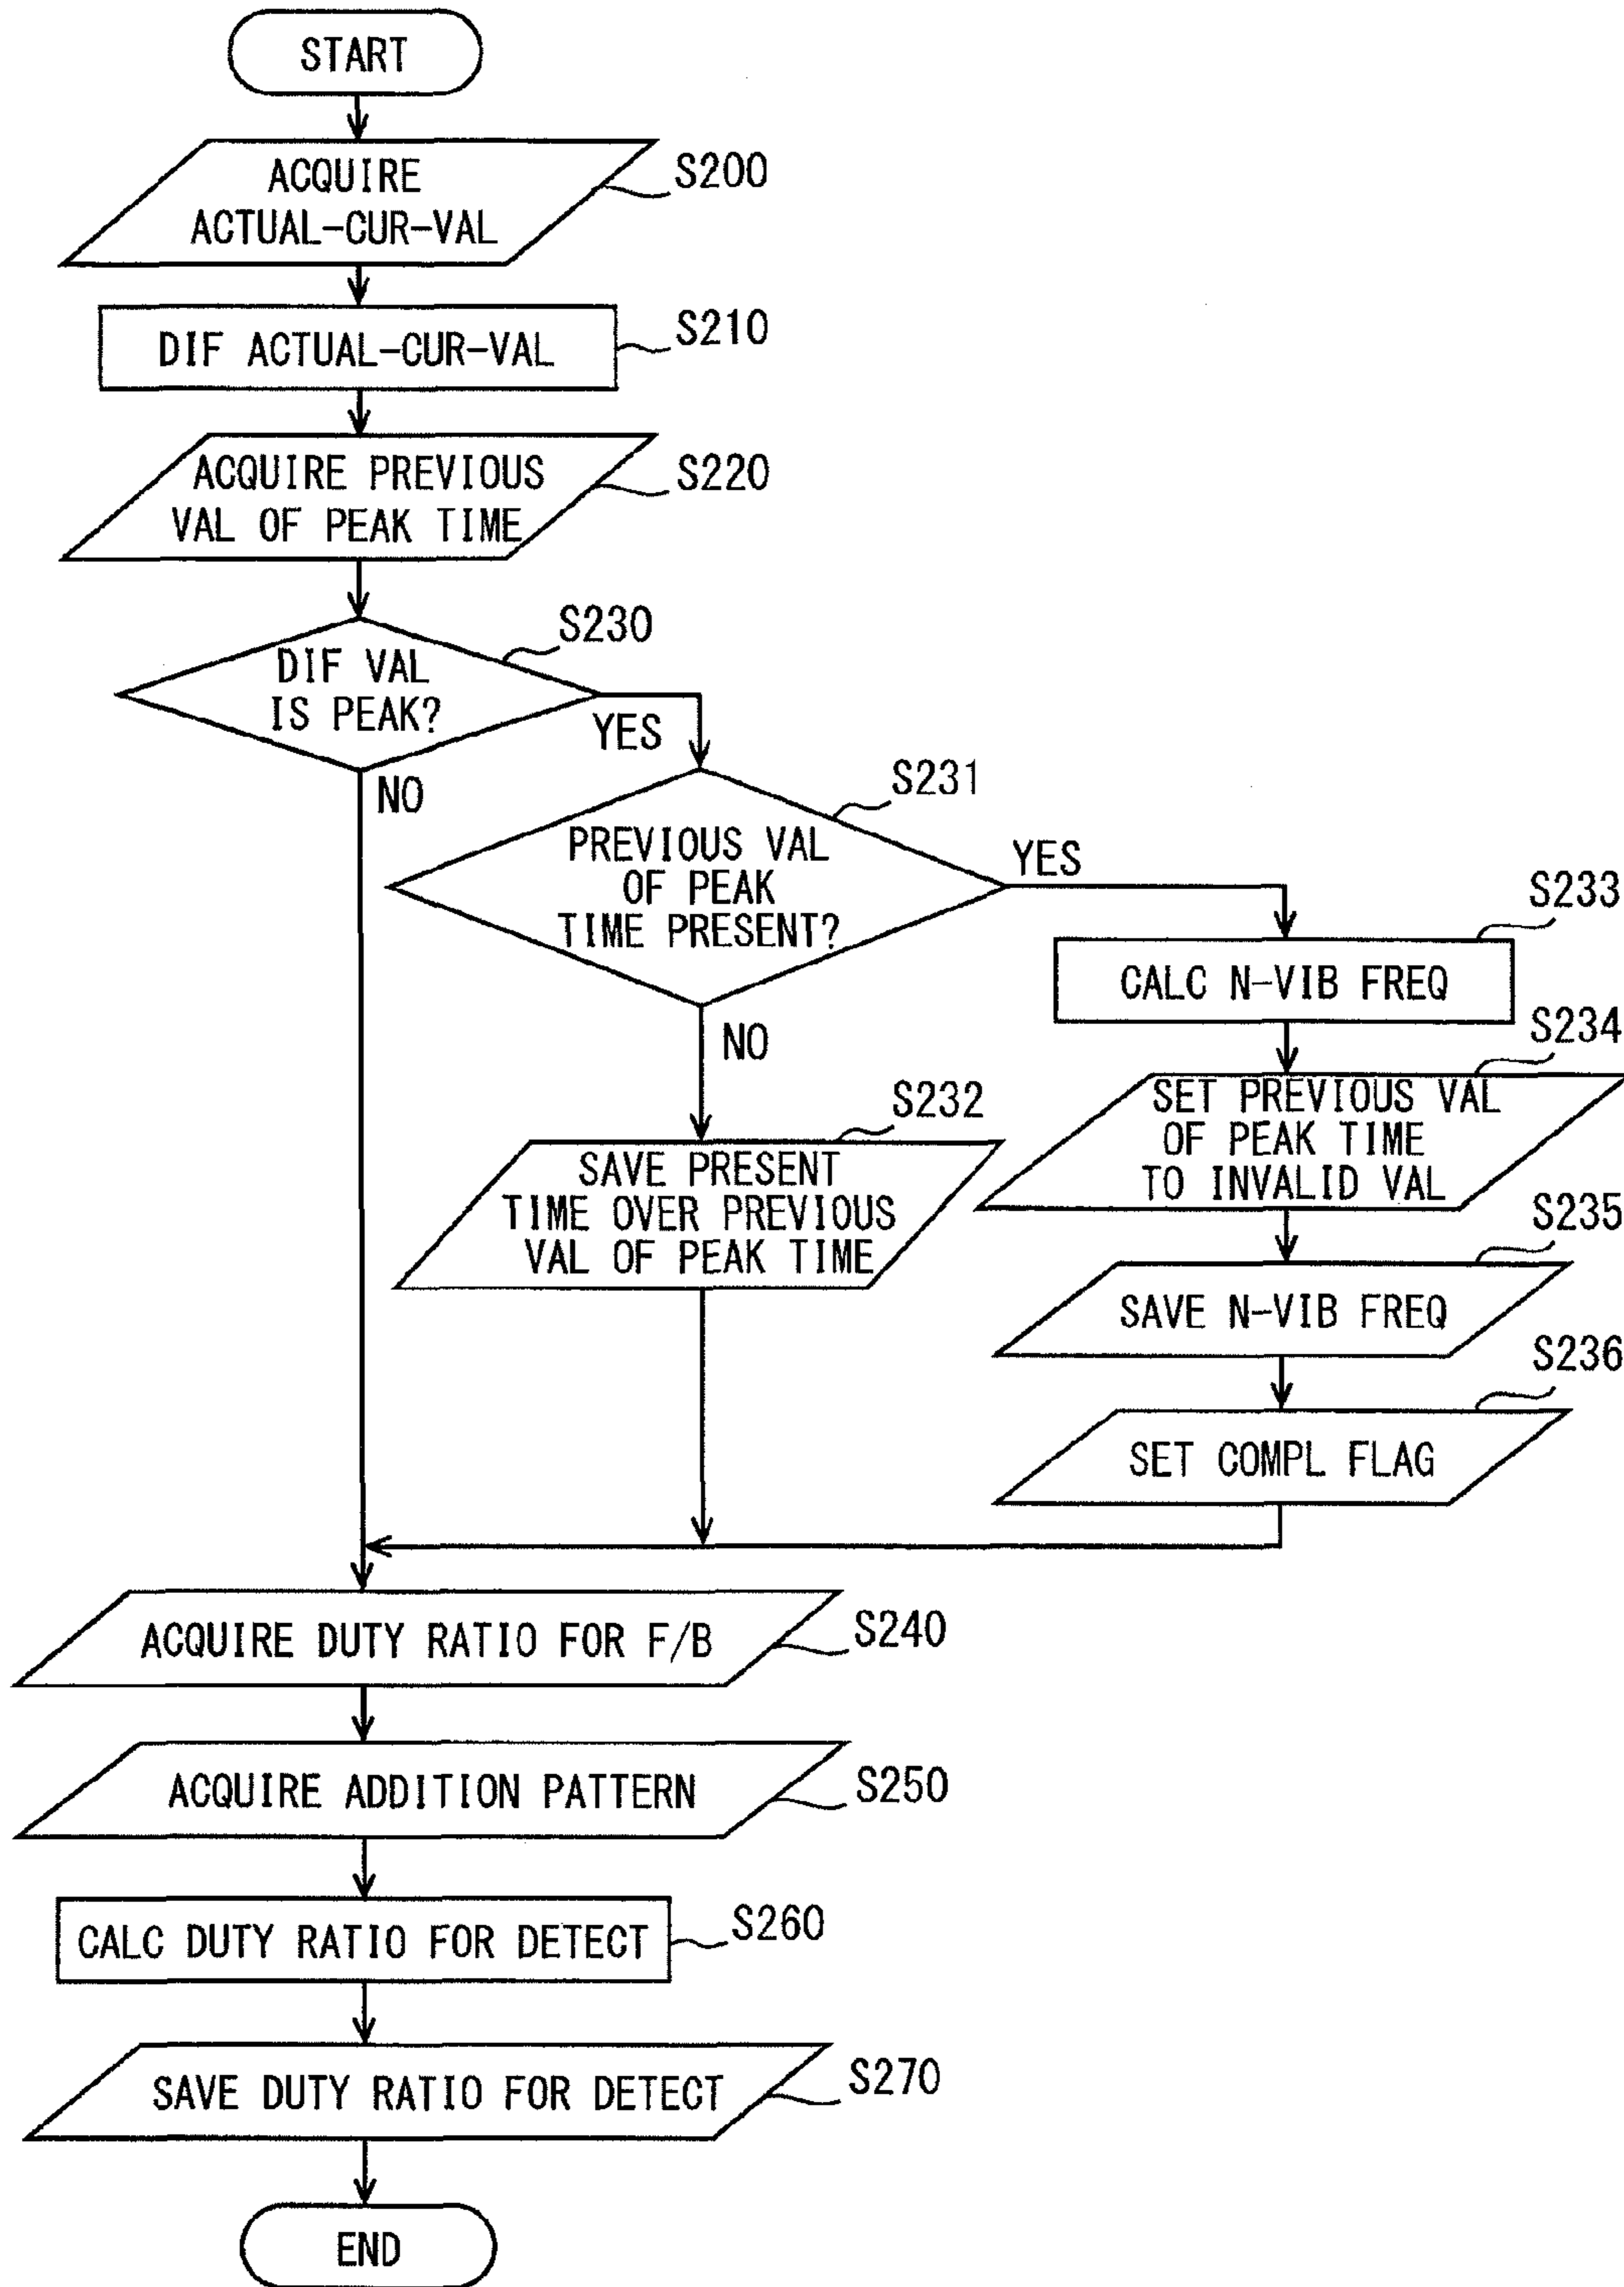 START
ACQUIRE
ACTUAL-CUR-VAL
S200
DIF ACTUAL-CUR-VAL
S210
ACQUIRE PREVIOUS
VAL OF PEAK TIME
S220
DIF VAL
IS PEAK?
S230
YES
NO
PREVIOUS VAL
OF PEAK
TIME PRESENT?
S231
YES
NO
SAVE PRESENT
TIME OVER PREVIOUS
VAL OF PEAK TIME
S232
CALC N-VIB FREQ
S233
SET PREVIOUS VAL
OF PEAK TIME
TO INVALID VAL
S234
SAVE N-VIB FREQ
S235
SET COMPL FLAG
S236
ACQUIRE DUTY RATIO FOR F/B
S240
ACQUIRE ADDITION PATTERN
S250
CALC DUTY RATIO FOR DETECT
S260
SAVE DUTY RATIO FOR DETECT
S270
END